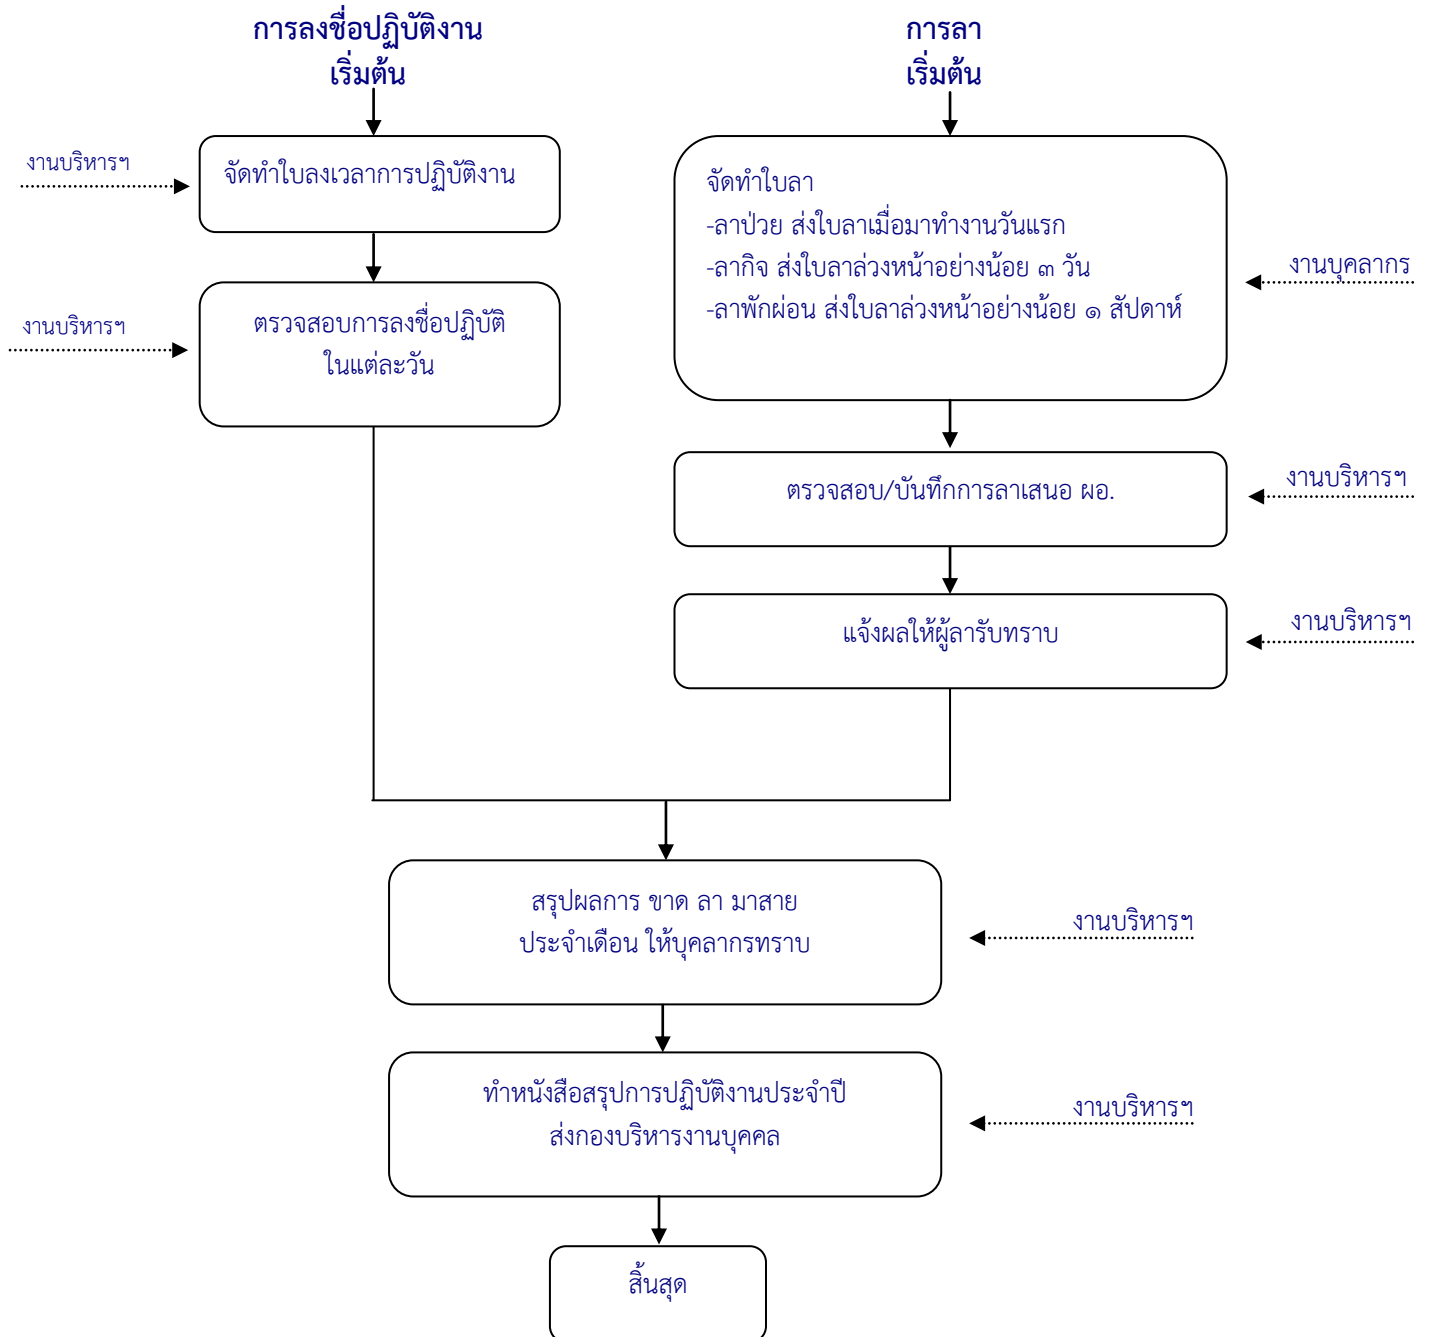 การลงชื่อปฏิบัติงาน
เริ่มต้น
งานบริหารฯ
จัดทำใบลงเวลาการปฏิบัติงาน
งานบริหารฯ
ตรวจสอบการลงชื่อปฏิบัติ
ในแต่ละวัน
การลา
เริ่มต้น
จัดทำใบลา
-ลาป่วย ส่งใบลาเมื่อมาทำงานวันแรก
-ลากิจ ส่งใบลาล่วงหน้าอย่างน้อย ๓ วัน
-ลาพักผ่อน ส่งใบลาล่วงหน้าอย่างน้อย ๑ สัปดาห์
งานบุคลากร
ตรวจสอบ/บันทึกการลาเสนอ ผอ.
งานบริหารฯ
แจ้งผลให้ผู้ลารับทราบ
งานบริหารฯ
สรุปผลการ ขาด ลา มาสาย
ประจำเดือน ให้บุคลากรทราบ
งานบริหารฯ
ทำหนังสือสรุปการปฏิบัติงานประจำปี
ส่งกองบริหารงานบุคคล
งานบริหารฯ
สิ้นสุด